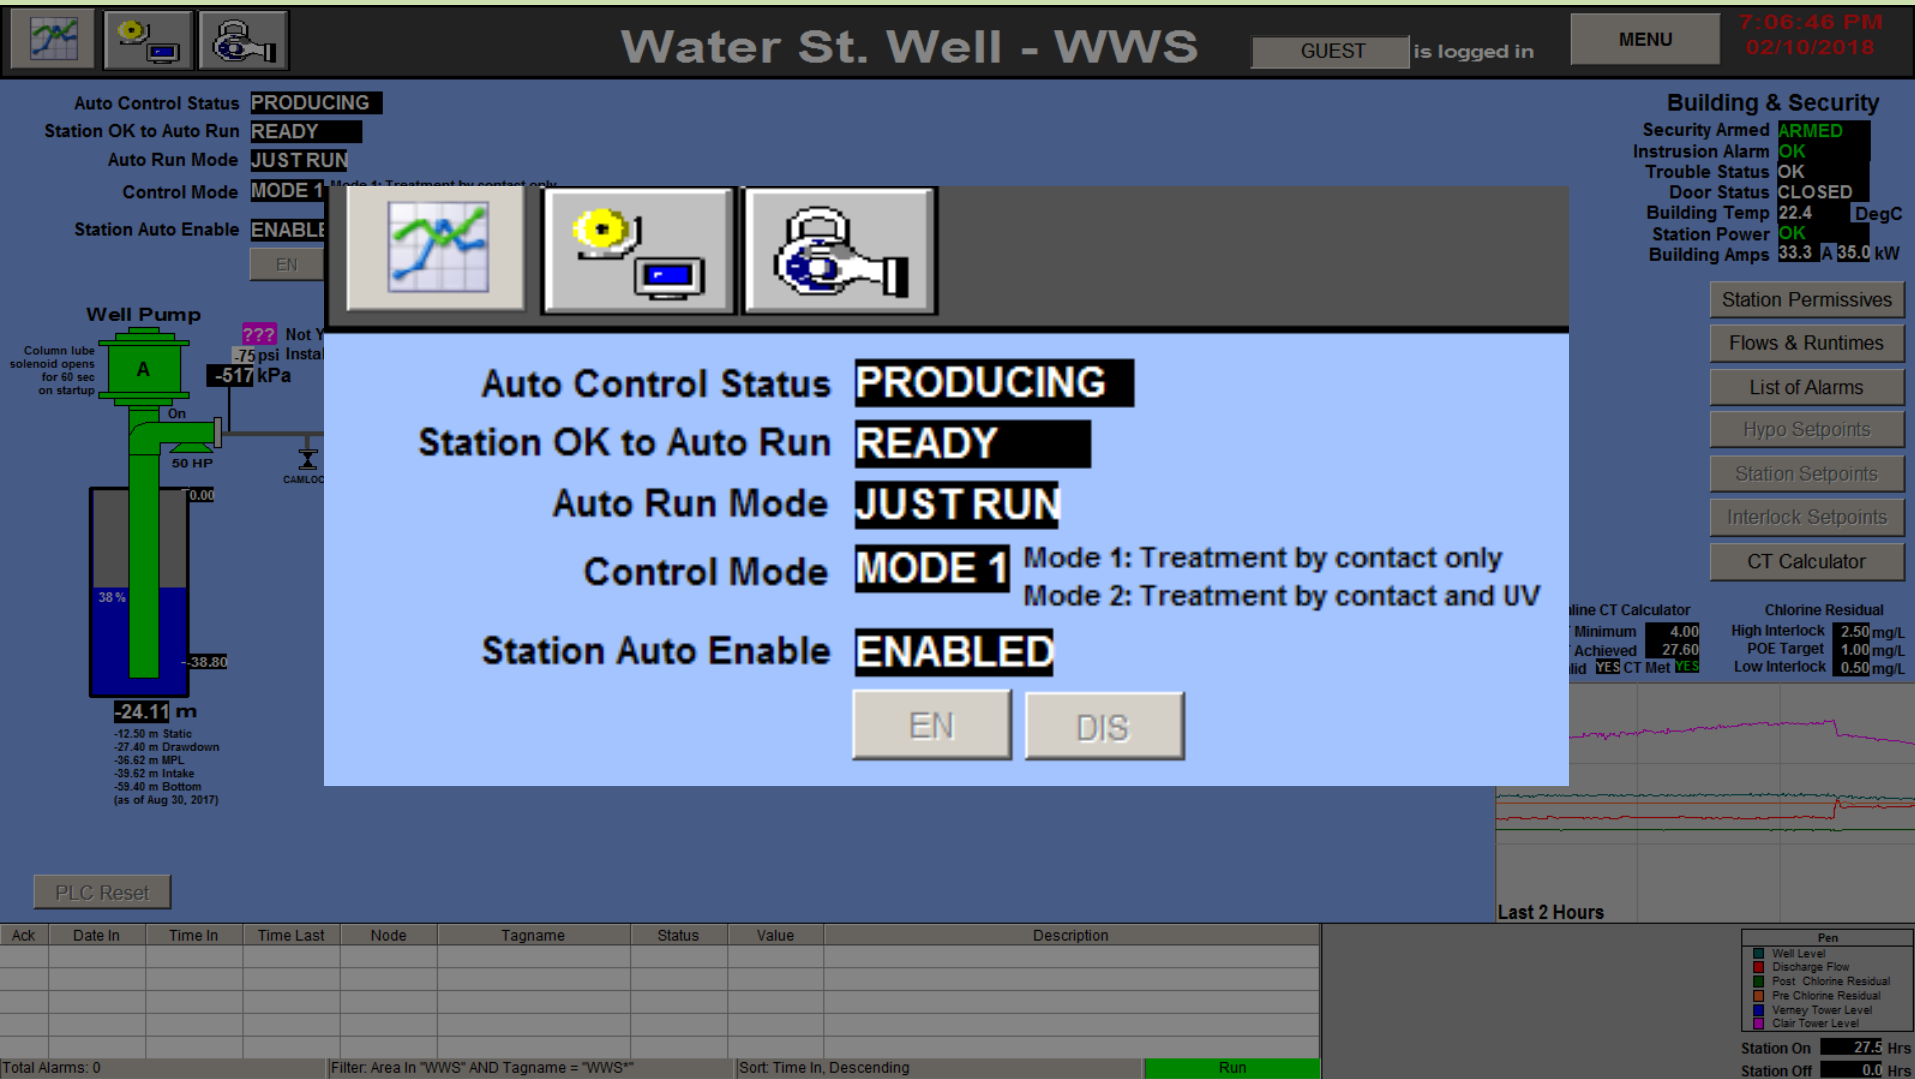 Water St. Well - WWS
GUEST is logged in
MENU
7:06:46 PM
02/10/2018
Auto Control Status PRODUCING
Station OK to Auto Run READY
Auto Run Mode JUST RUN
Control Mode MODE 1 Mode 1: Treatment by contact only
Station Auto Enable ENABLE
EN
Building & Security
Security Armed ARMED
Instrusion Alarm OK
Trouble Status OK
Door Status CLOSED
Building Temp 22.4 DegC
Station Power OK
Building Amps 33.3 A 35.0 kW
Station Permissives
Flows & Runtimes
List of Alarms
Hypo Setpoints
Station Setpoints
Interlock Setpoints
CT Calculator
Auto Control Status PRODUCING
Station OK to Auto Run READY
Auto Run Mode JUST RUN
Control Mode MODE 1
Mode 1: Treatment by contact only
Mode 2: Treatment by contact and UV
Station Auto Enable ENABLED
EN DIS
Well Pump
Column lube
solenoid opens
for 60 sec
on startup
A
On
??? Not
-75 psi
-517 kPa
50 HP
0.00
38 %
-38.80
-24.11 m
-12.50 m Static
-27.40 m Drawdown
-36.62 m MPL
-39.62 m Intake
-59.40 m Bottom
(as of Aug 30, 2017)
CT Calculator
Minimum 4.00
Achieved 27.60
YES CT Met YES
Chlorine Residual
High Interlock 2.50 mg/L
POE Target 1.00 mg/L
Low Interlock 0.50 mg/L
Last 2 Hours
PLC Reset
Ack Date In Time In Time Last Node Tagname Status Value Description
Total Alarms: 0 Filter: Area In "WWS" AND Tagname = "WWS*" Sort: Time In, Descending Run
Pen
Well Level
Discharge Flow
Post Chlorine Residual
Pre Chlorine Residual
Verney Tower Level
Clair Tower Level
Station On 27.5 Hrs
Station Off 0.0 Hrs